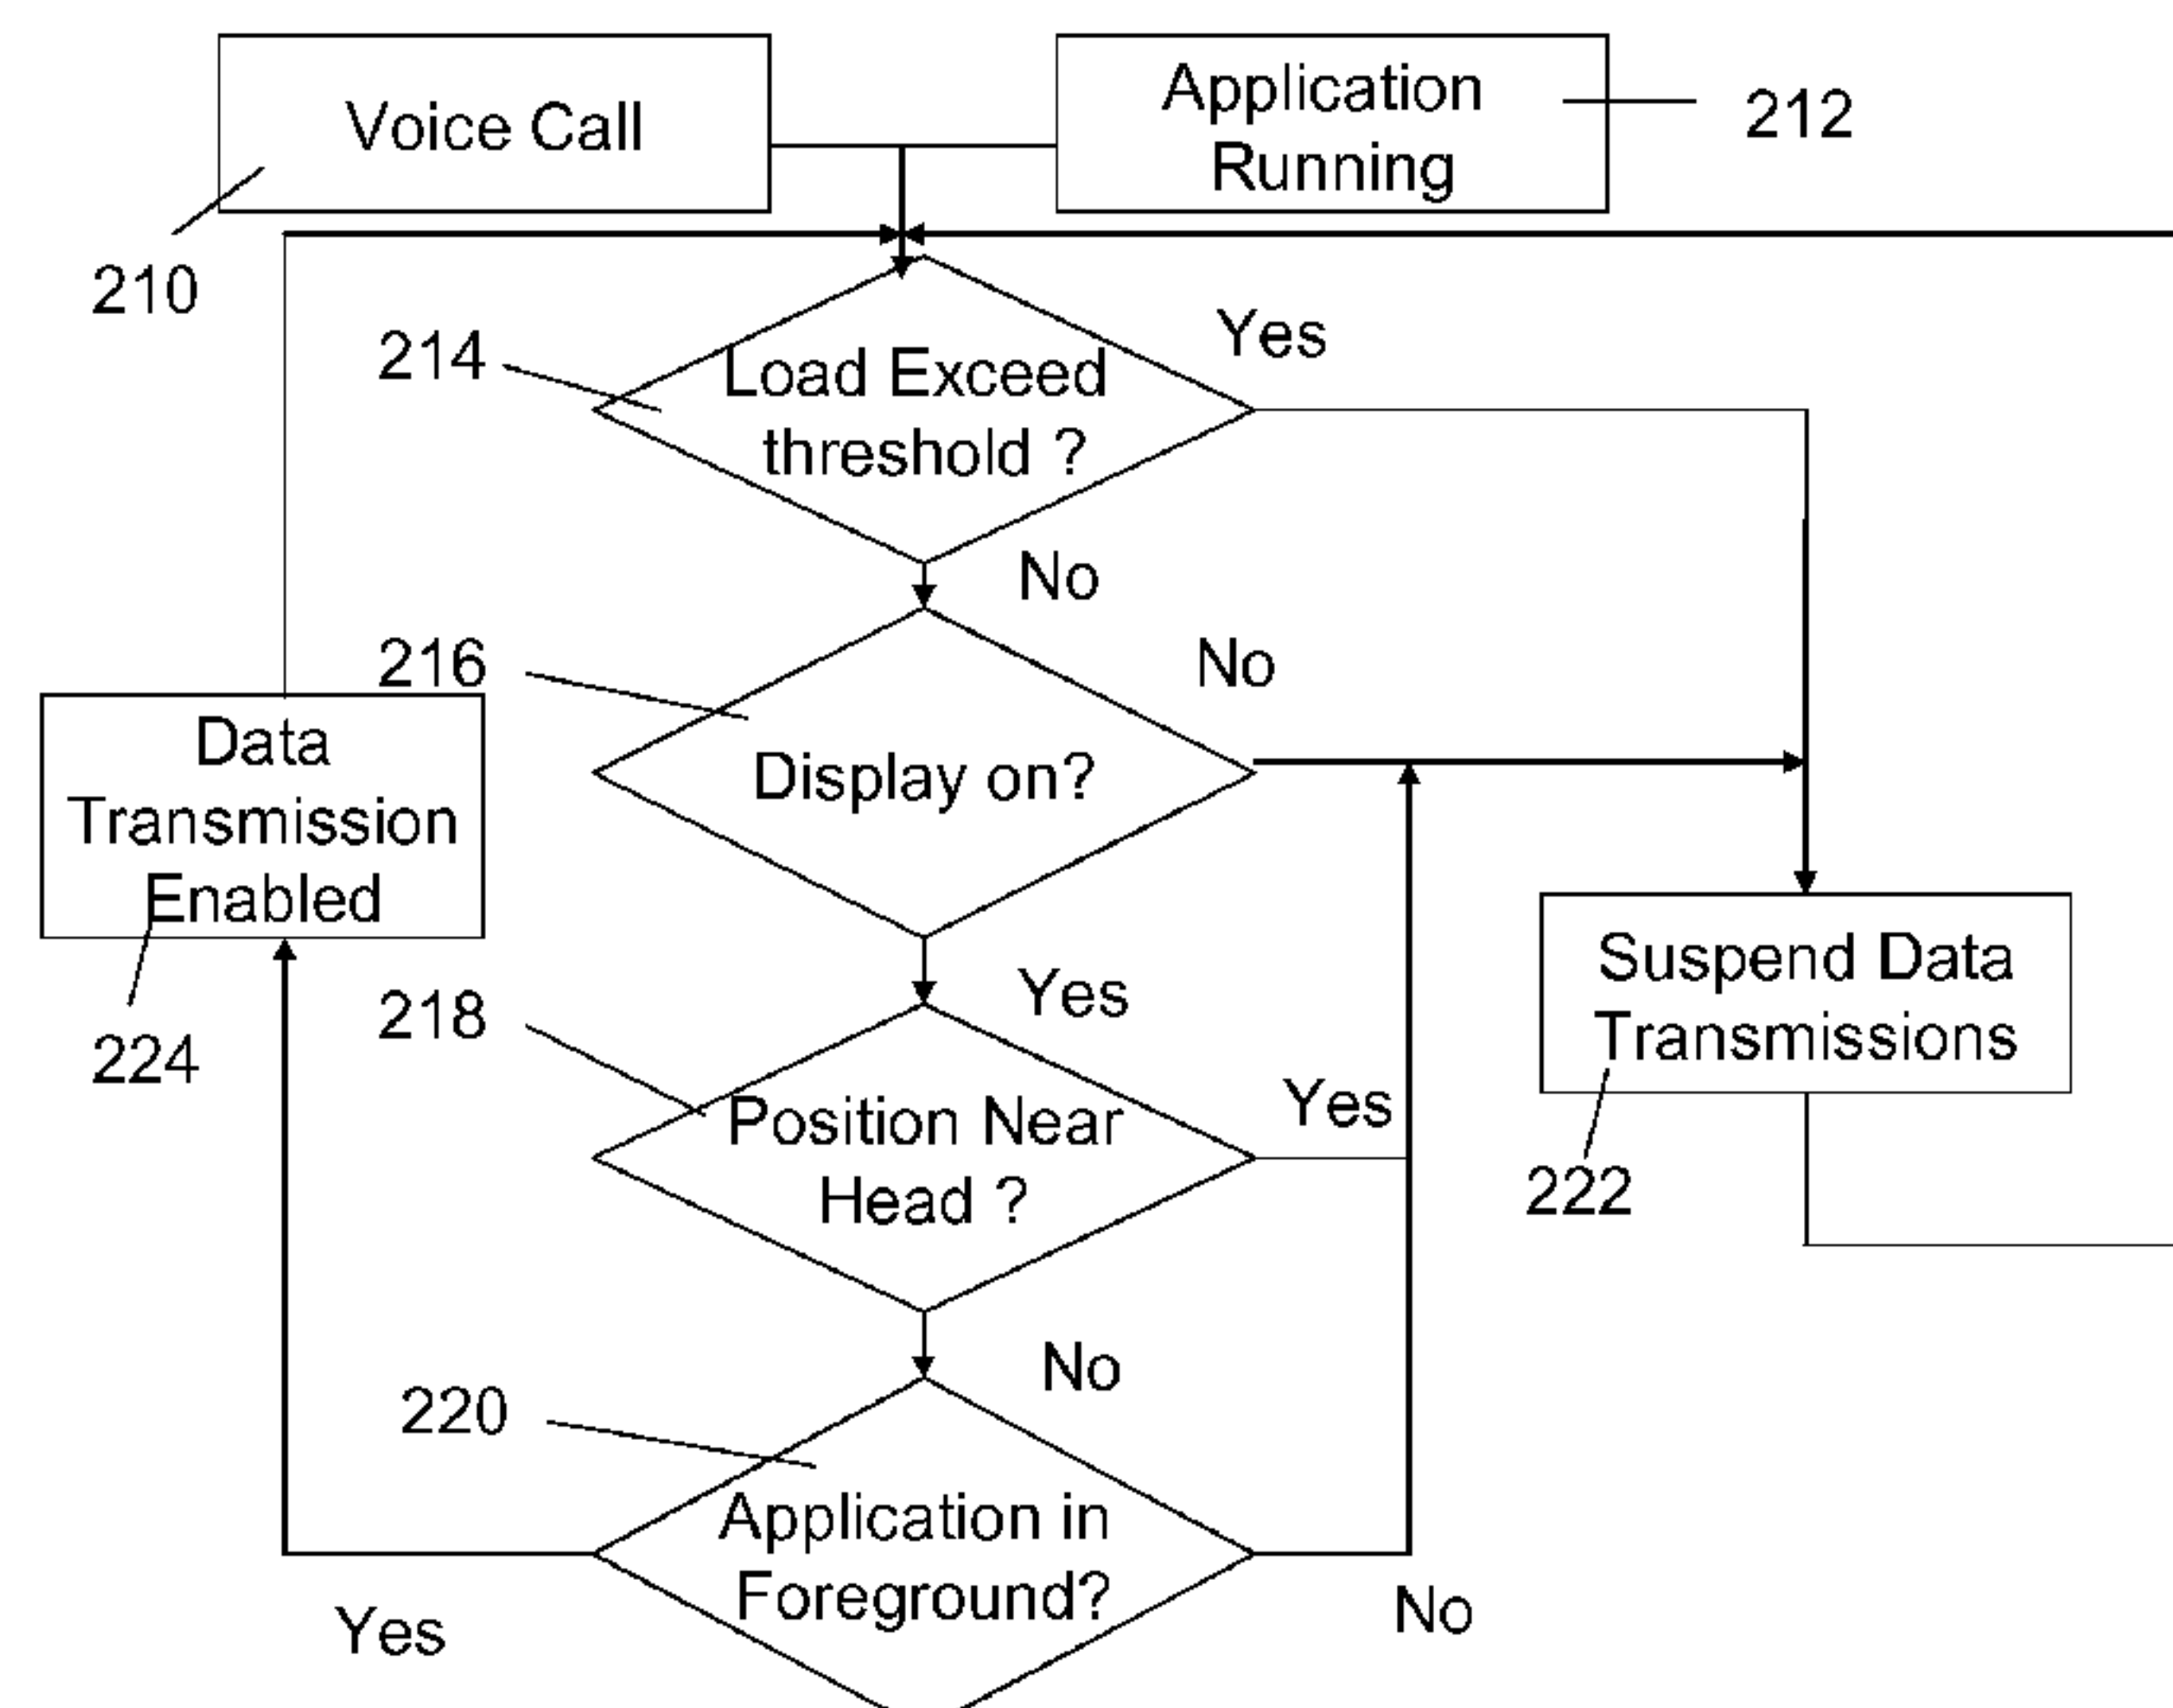 Voice Call
Application
Running
212
210
214
Load Exceed
threshold ?
Yes
No
216
No
Display on?
Data
Transmission
Enabled
224
Yes
218
Position Near
Head ?
Yes
Suspend Data
Transmissions
222
No
220
Application in
Foreground?
Yes
No